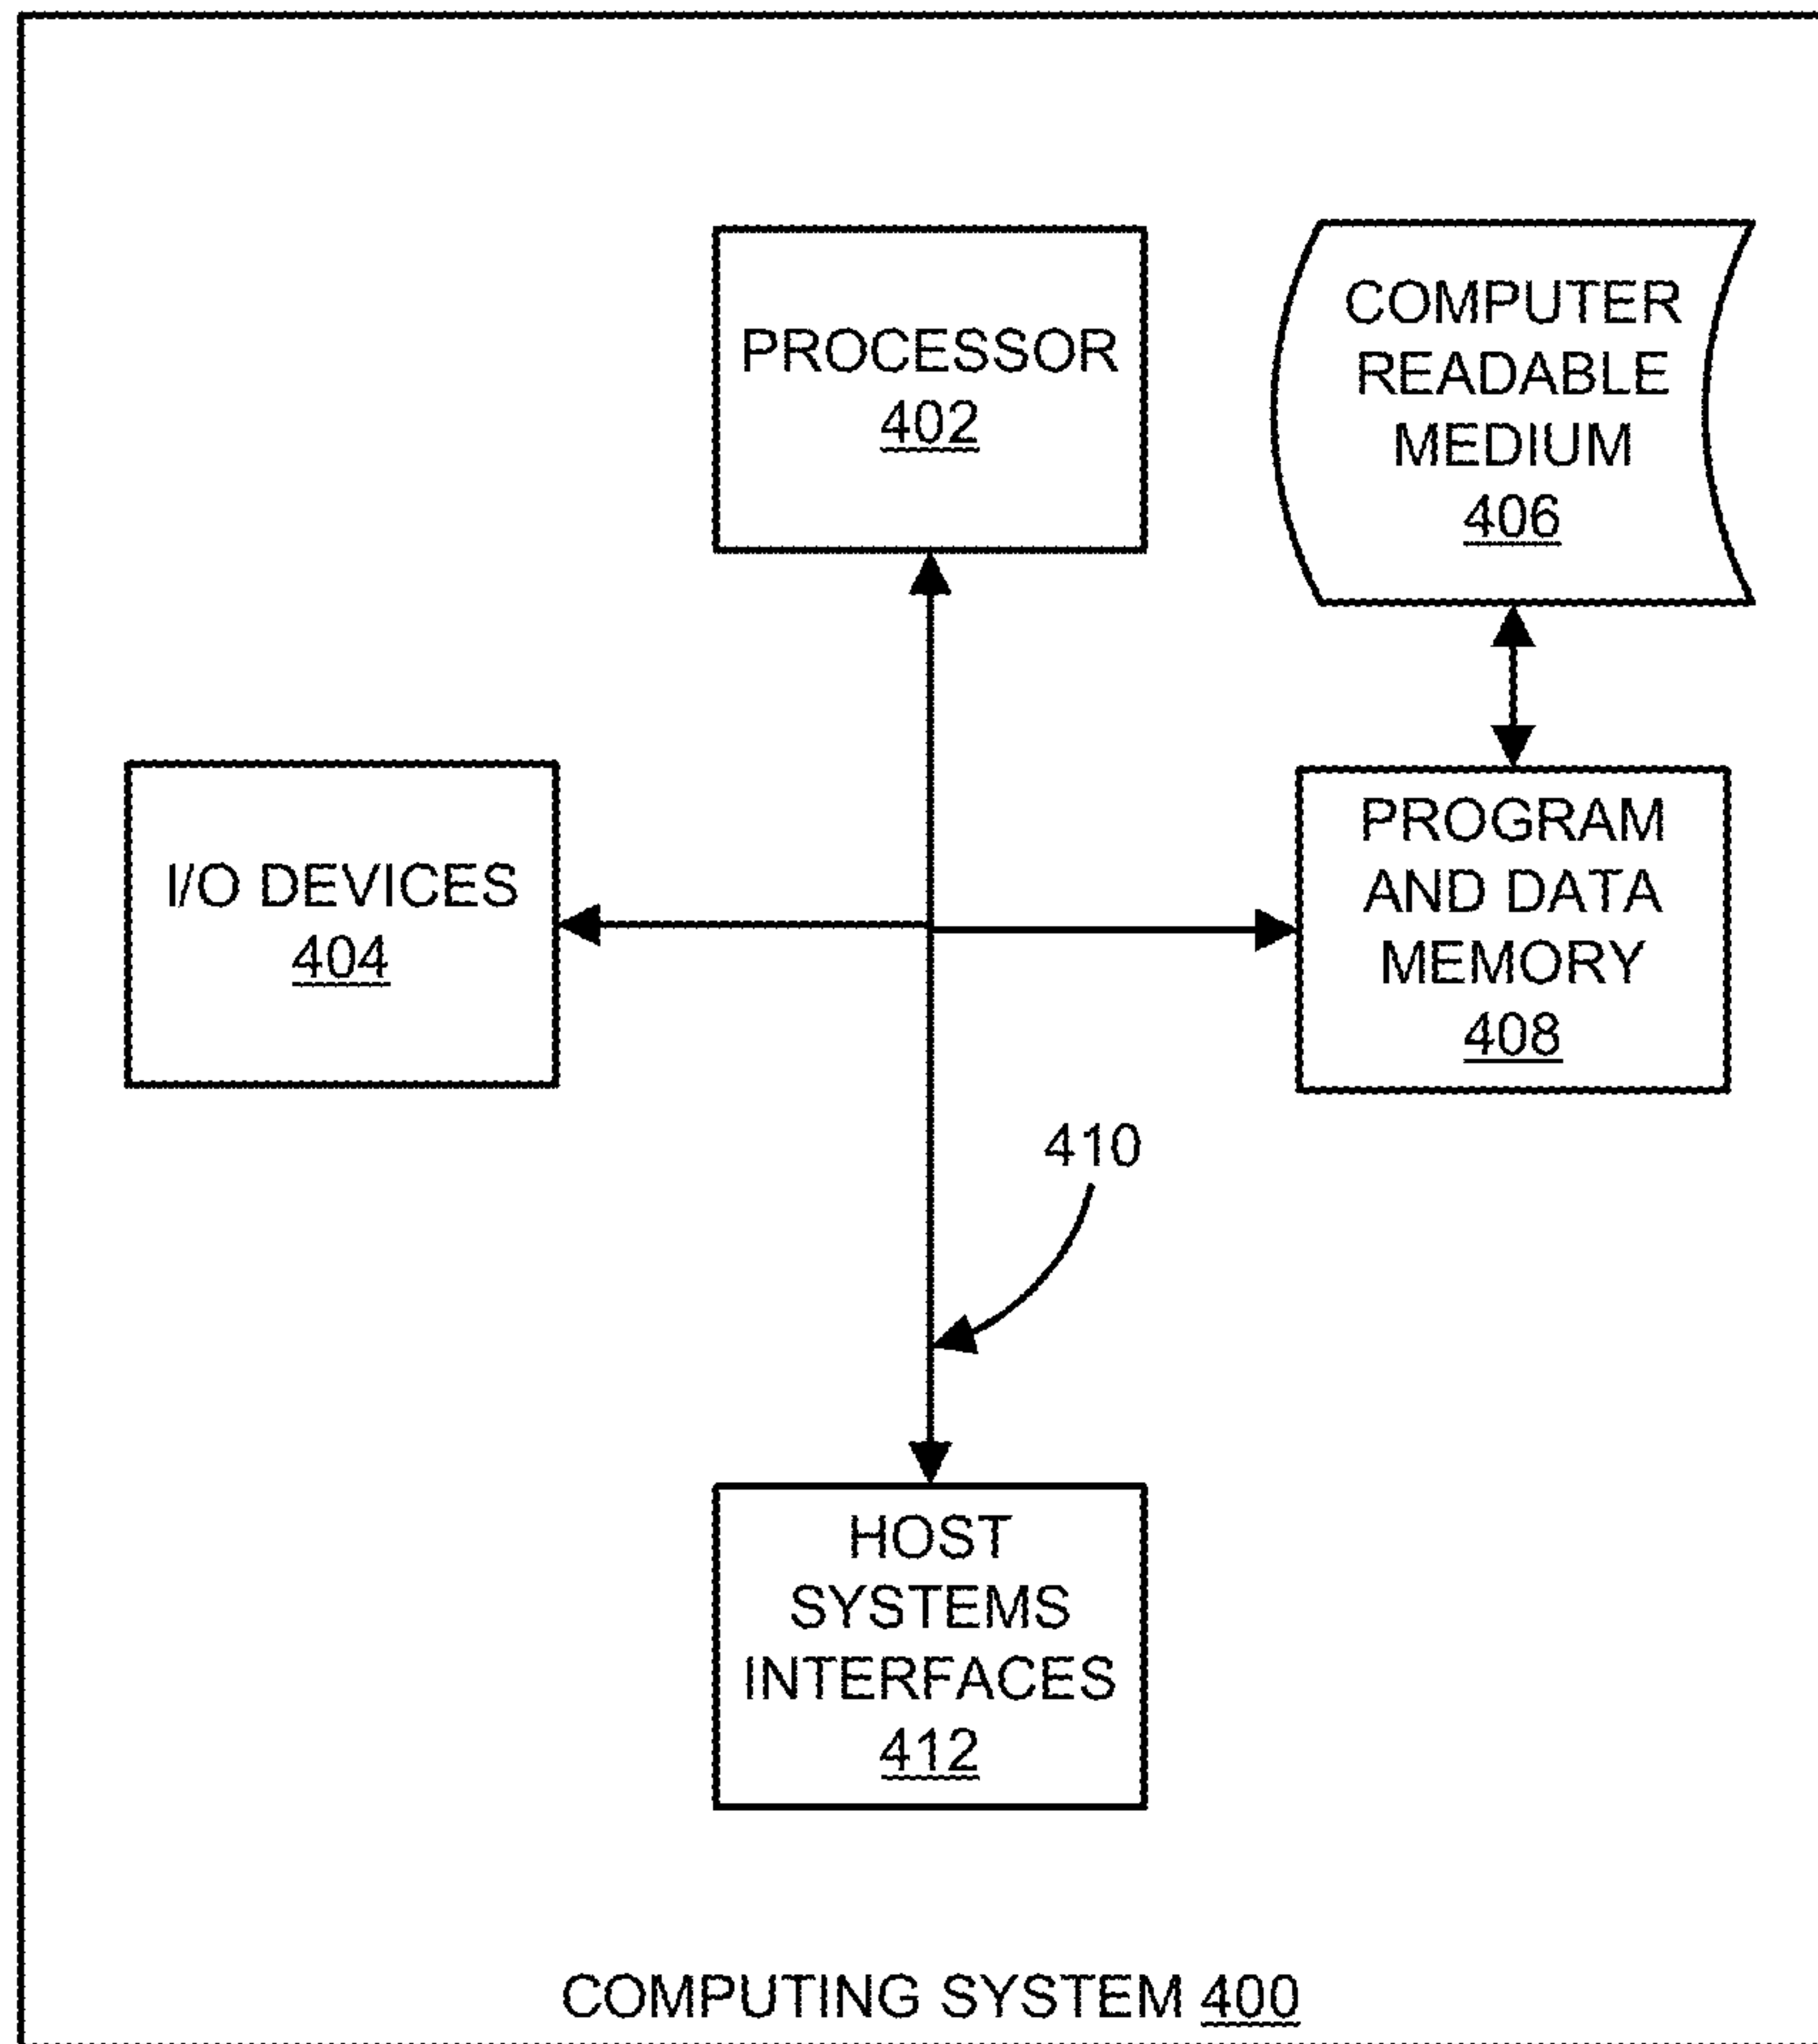 PROCESSOR
402
COMPUTER
READABLE
MEDIUM
406
I/O DEVICES
404
PROGRAM
AND DATA
MEMORY
408
410
HOST
SYSTEMS
INTERFACES
412
COMPUTING SYSTEM 400